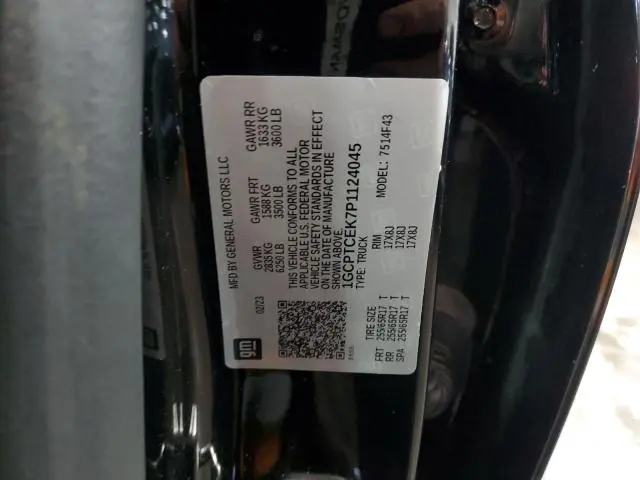 MFD BY GENERAL MOTORS LLC
02/23 GVWR GAWR FRT GAWR RR
2835 KG 1588 KG 1633 KG
6250 LB 3500 LB 3600 LB
THIS VEHICLE CONFORMS TO ALL
APPLICABLE U.S. FEDERAL MOTOR
VEHICLE SAFETY STANDARDS IN EFFECT
ON THE DATE OF MANUFACTURE
SHOWN ABOVE.
1GCPTCEK7P1124045
TYPE: TRUCK MODEL: 7514F43
TIRE SIZE RIM
FRT 255/65R17 T 17X8J
RR 255/65R17 T 17X8J
SPA 255/65R17 T 17X8J
gm